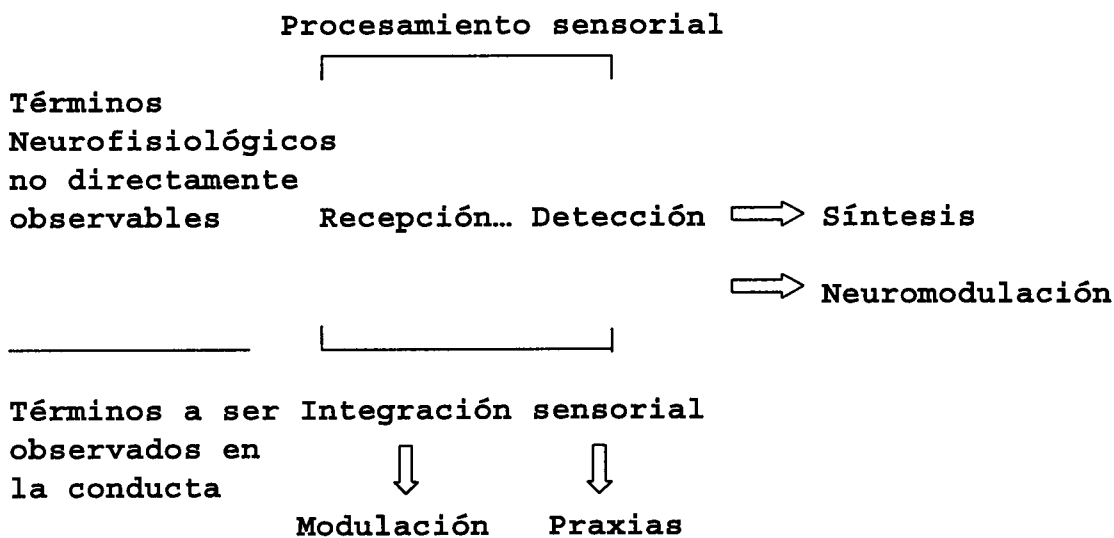 Procesamiento sensorial
Términos
Neurofisiológicos
no directamente
observables Recepción… Detección Síntesis
Neuromodulación
Términos a ser Integración sensorial
observados en
la conducta
Modulación Praxias